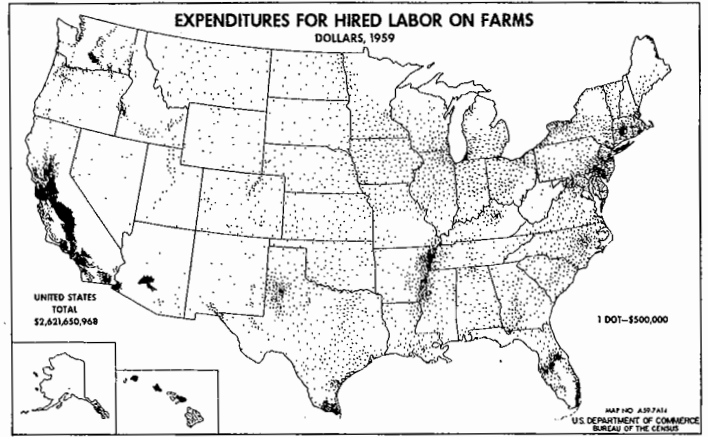 EXPENDITURES FOR HIRED LABOR ON FARMS
DOLLARS, 1959
UNITED STATES
TOTAL
$2,621,650,968
1 DOT—$500,000
MAP NO A59-7A14
U.S. DEPARTMENT OF COMMERCE
BUREAU OF THE CENSUS